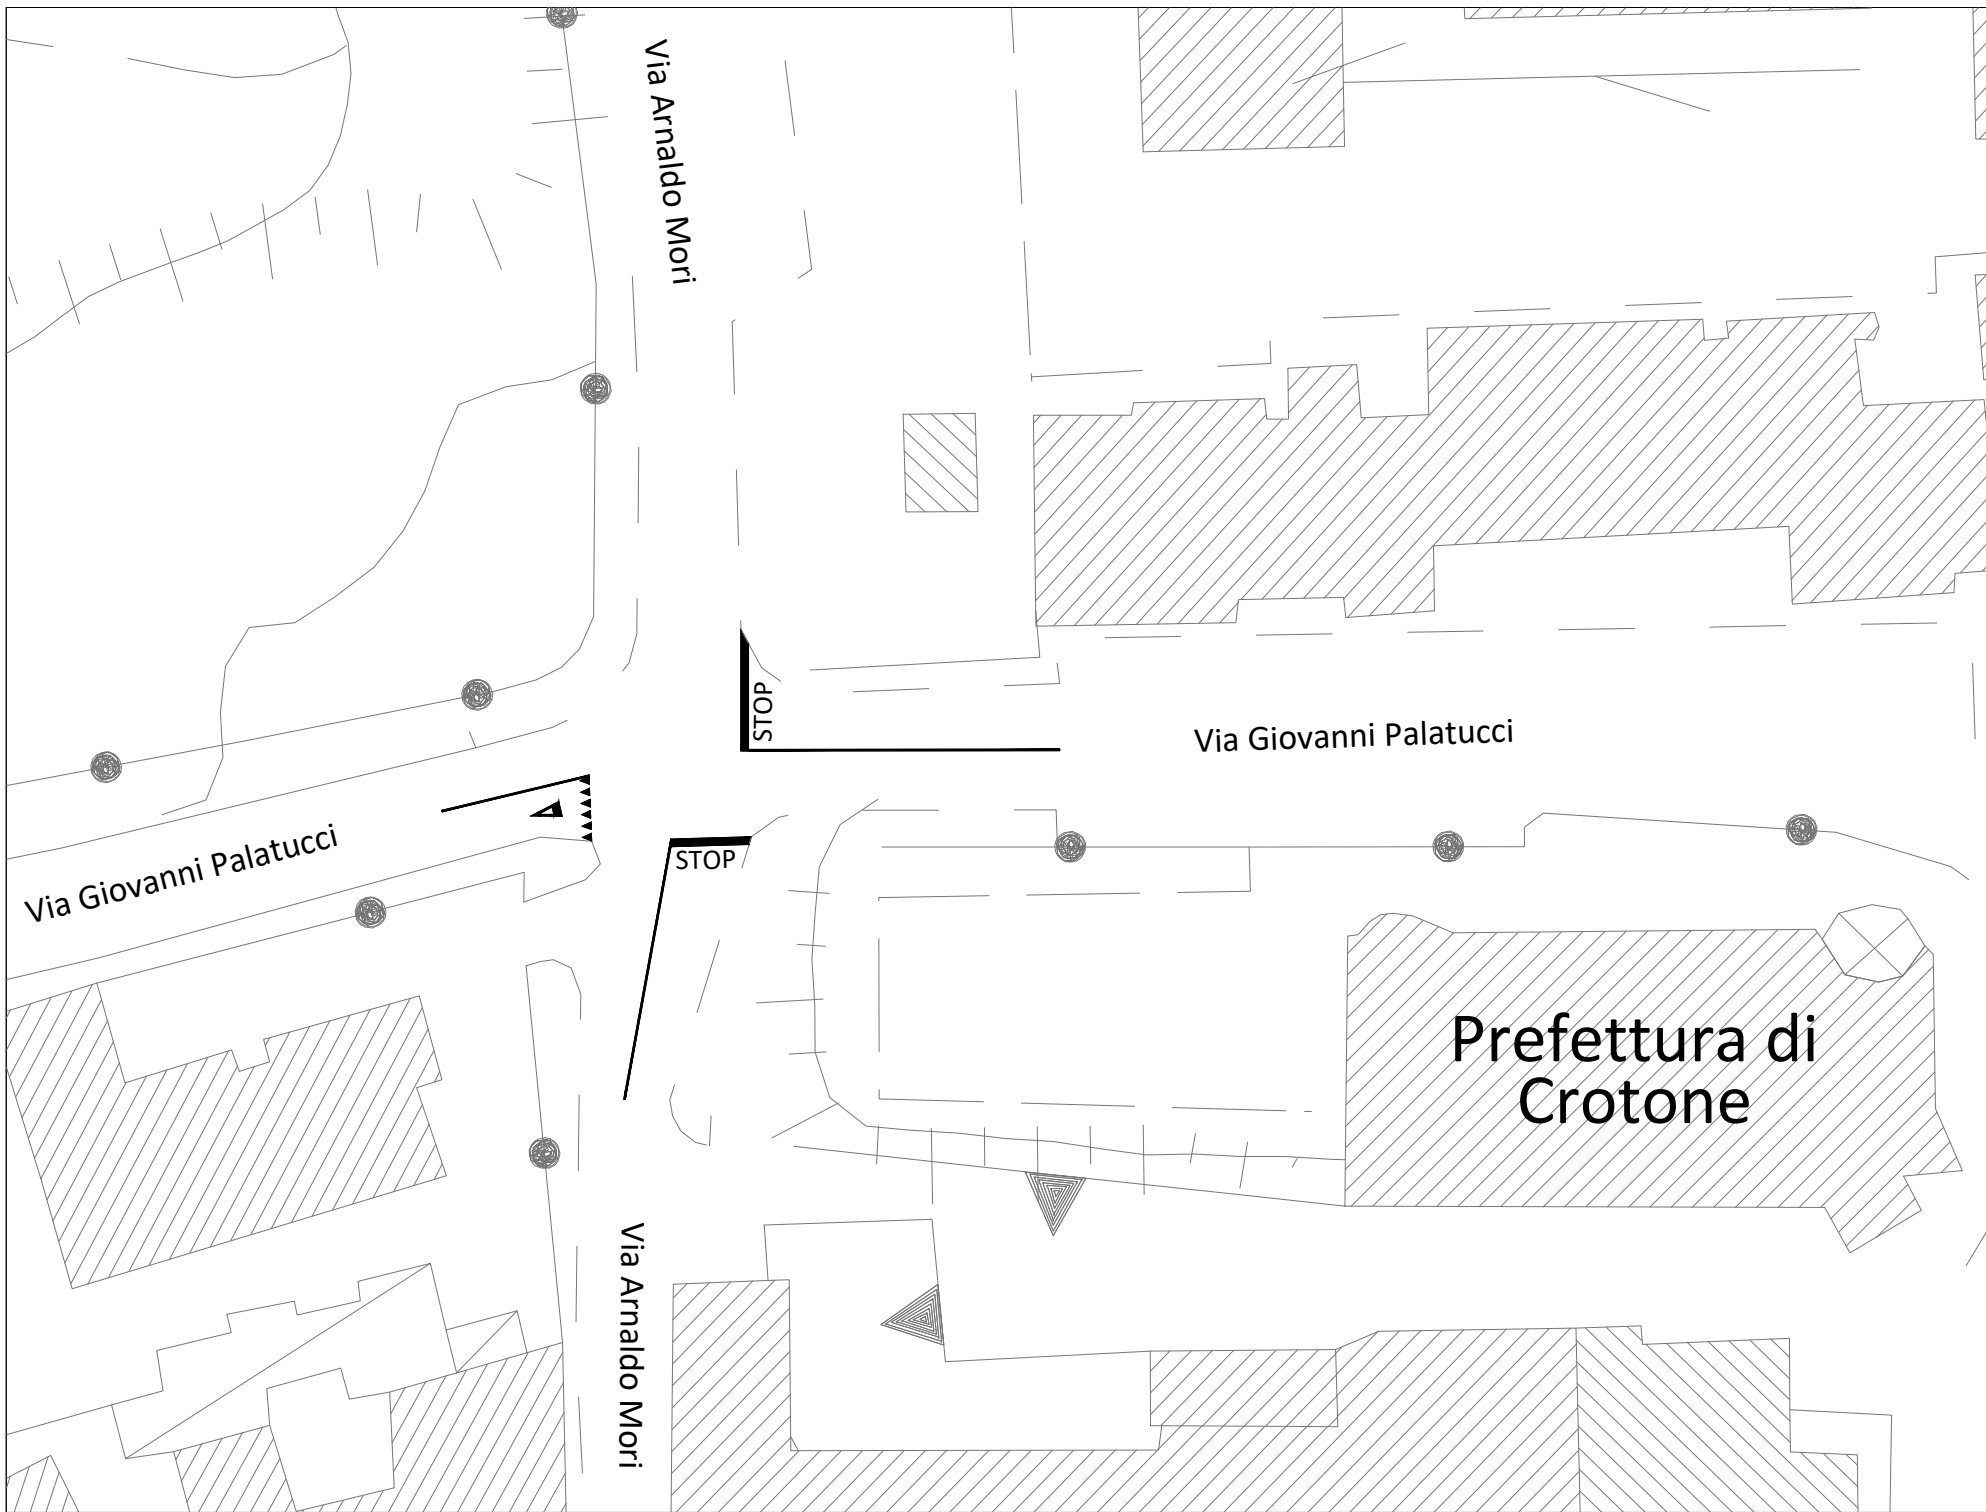 Via Arnaldo Mori
STOP
Via Giovanni Palatucci
STOP
Via Giovanni Palatucci
Prefettura di
Crotone
Via Arnaldo Mori